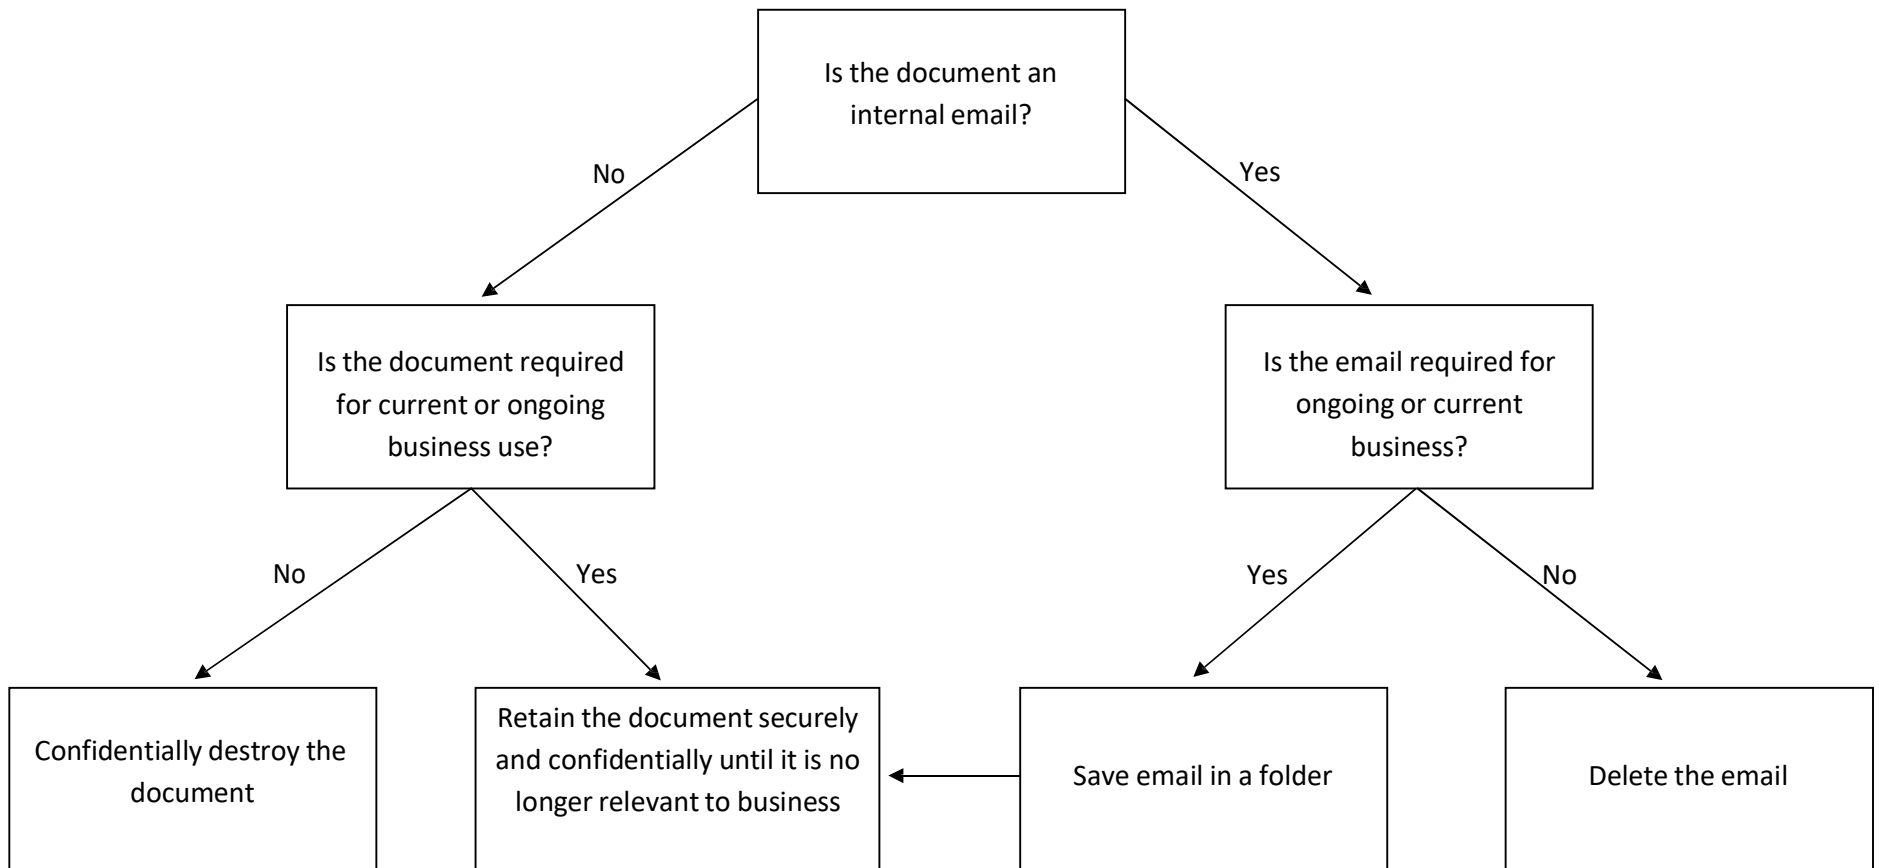 Is the document an
internal email?
No
Yes
Is the document required
for current or ongoing
business use?
Is the email required for
ongoing or current
business?
No
Yes
Yes
No
Confidentially destroy the
document
Retain the document securely
and confidentially until it is no
longer relevant to business
Save email in a folder
Delete the email